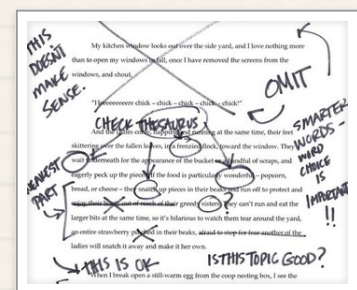 THIS
DOESN'T
MAKE
SENSE.
My kitchen window looks out over the side yard, and I love nothing more
than to open my windows in fall, once I have removed the screens from the
windows, and shout,
OMIT
"Heeeeeeeere chick – chick – chick – chick!"
CHECK THESAURUS
SMARTER
WORDS –
WORD
CHOICE
IS
IMPORTANT
!!
And the ladies come, and running at the same time, their feet
skittering over the fallen leaves, in a frenzied flock, toward the window. They
wait underneath for the appearance of the bucket or handful of scraps, and
eagerly peck up the pieces. If the food is particularly wonderful – popcorn,
bread, or cheese – the snatch up pieces in their beaks and run off to protect and
enjoy, their out of reach of their greedy sisters, they can't run and eat the
larger bits at the same time, so it's hilarious to watch them tear around the yard,
an entire strawberry in their beaks, afraid to stop for fear another of the
ladies will snatch it away and make it her own.
WEAKEST
PART
THIS IS OK
IS THIS TOPIC GOOD?
When I break open a still-warm egg from the coop nesting box, I see the